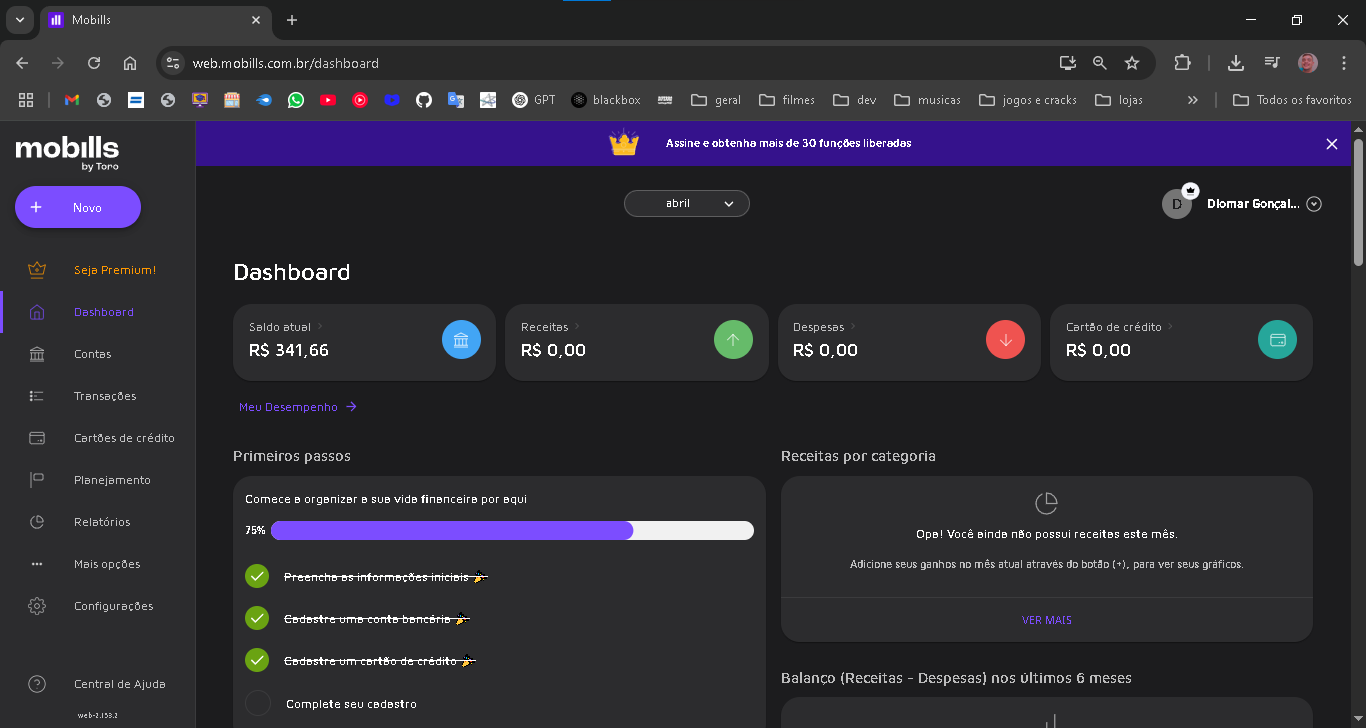 Mobills
web.mobills.com.br/dashboard
GPT
blackbox
geral
filmes
dev
musicas
jogos e cracks
lojas
Todos os favoritos
mobills
by Toro
Assine e obtenha mais de 30 funções liberadas
Novo
abril
D
Diomar Gonçal...
Seja Premium!
Dashboard
Contas
Transações
Cartões de crédito
Planejamento
Relatórios
Mais opções
Configurações
Central de Ajuda
web-2.153.2
Dashboard
Saldo atual
R$ 341,66
Receitas
R$ 0,00
Despesas
R$ 0,00
Cartão de crédito
R$ 0,00
Meu Desempenho
Primeiros passos
Comece a organizar a sua vida financeira por aqui
75%
Preencha as informações iniciais
Cadastre uma conta bancária
Cadastre um cartão de crédito
Complete seu cadastro
Receitas por categoria
Opa! Você ainda não possui receitas este mês.
Adicione seus ganhos no mês atual através do botão (+), para ver seus gráficos.
VER MAIS
Balanço (Receitas - Despesas) nos últimos 6 meses